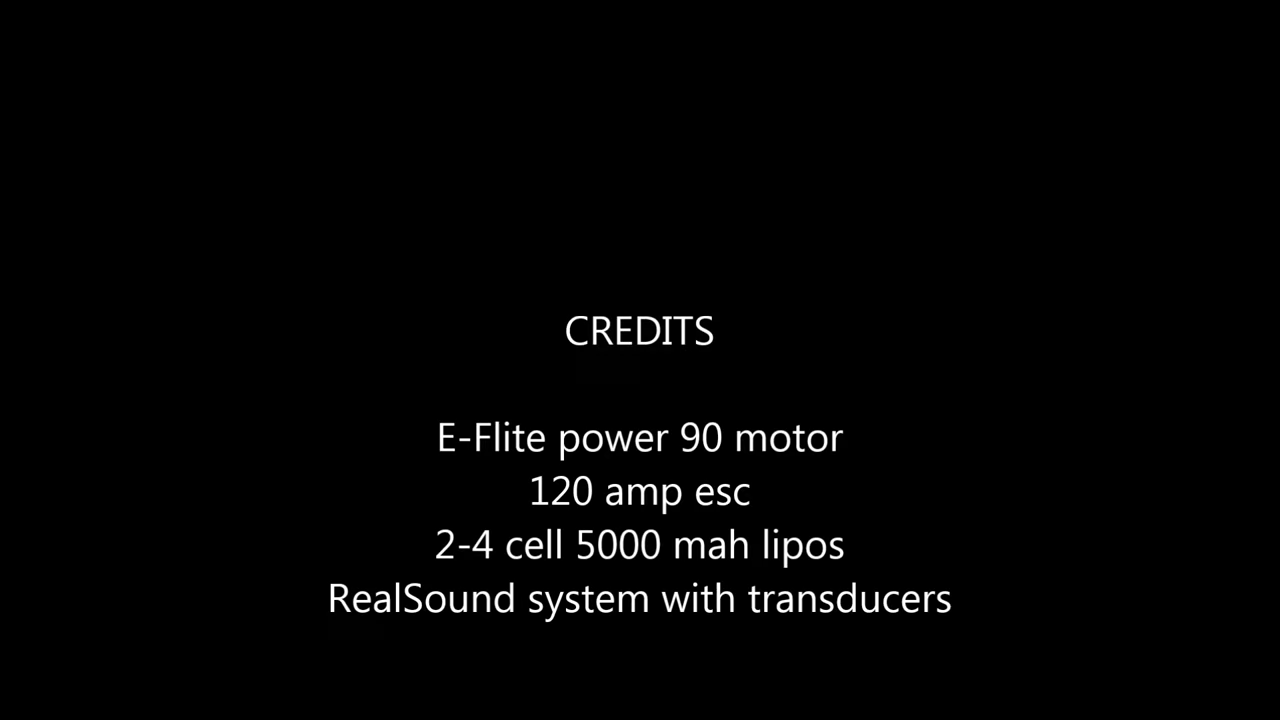 CREDITS
E-Flite power 90 motor
120 amp esc
2-4 cell 5000 mah lipos
RealSound system with transducers